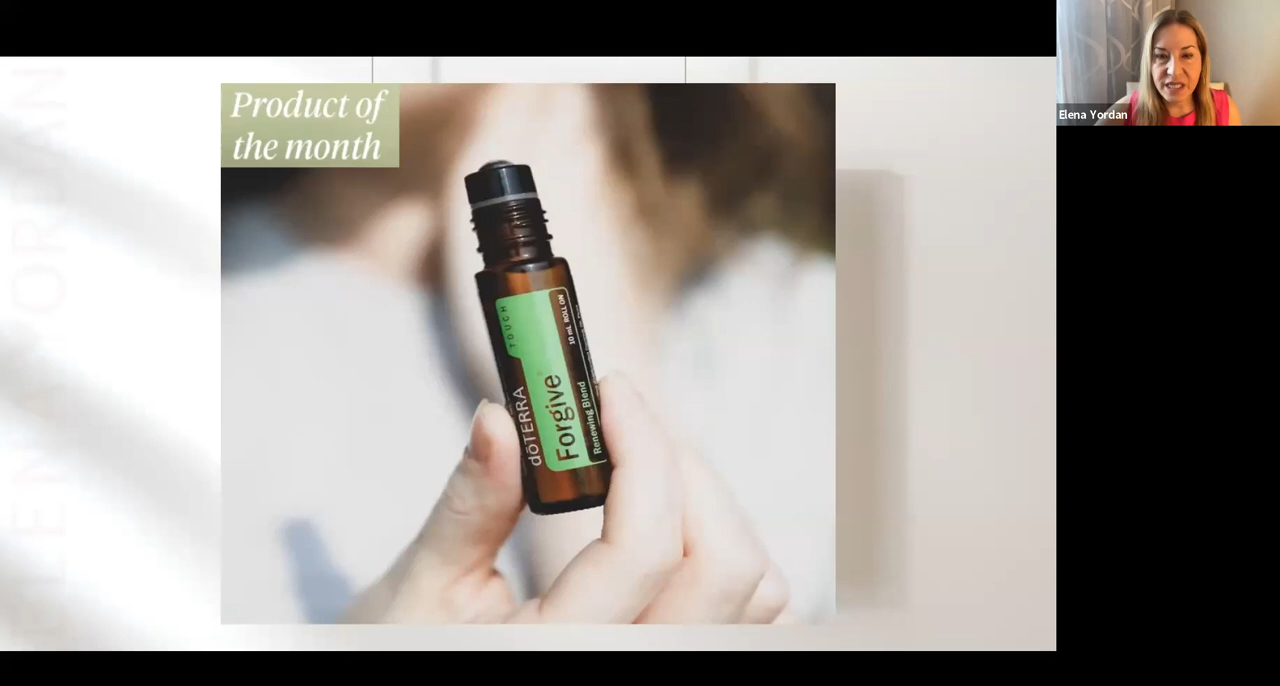 Product of
the month
Elena Yordan
TOUCH
10 mL ROLL ON
dōTERRA
Forgive
Renewing Blend